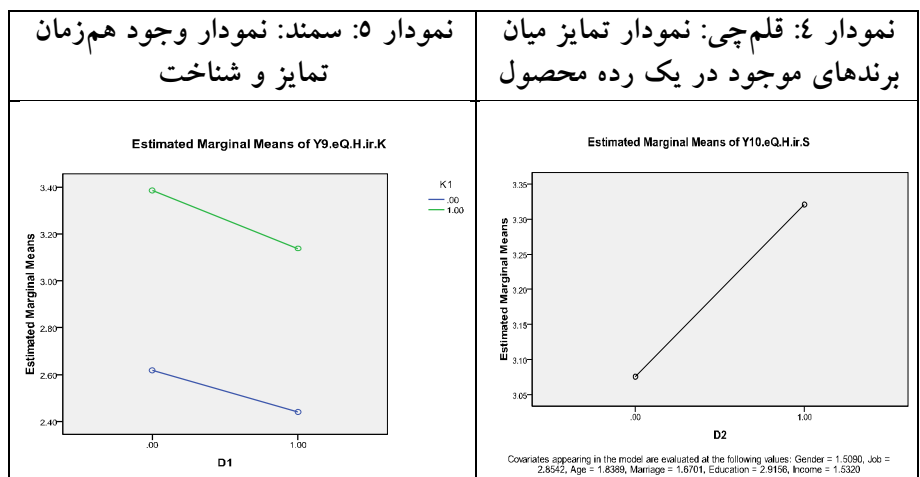 نمودار ٤: قلم‌چی: نمودار تمایز میان
برندهای موجود در یک رده محصول
نمودار ٥: سمند: نمودار وجود هم‌زمان
تمایز و شناخت
Estimated Marginal Means of Y10.eQ.H.ir.S
Estimated Marginal Means
3.35
3.30
3.25
3.20
3.15
3.10
3.05
.00
1.00
D2
Covariates appearing in the model are evaluated at the following values: Gender = 1.5090, Job =
2.8542, Age = 1.8389, Marriage = 1.6701, Education = 2.9156, Income = 1.5320
Estimated Marginal Means of Y9.eQ.H.ir.K
Estimated Marginal Means
3.40
3.20
3.00
2.80
2.60
2.40
.00
1.00
D1
K1
.00
1.00